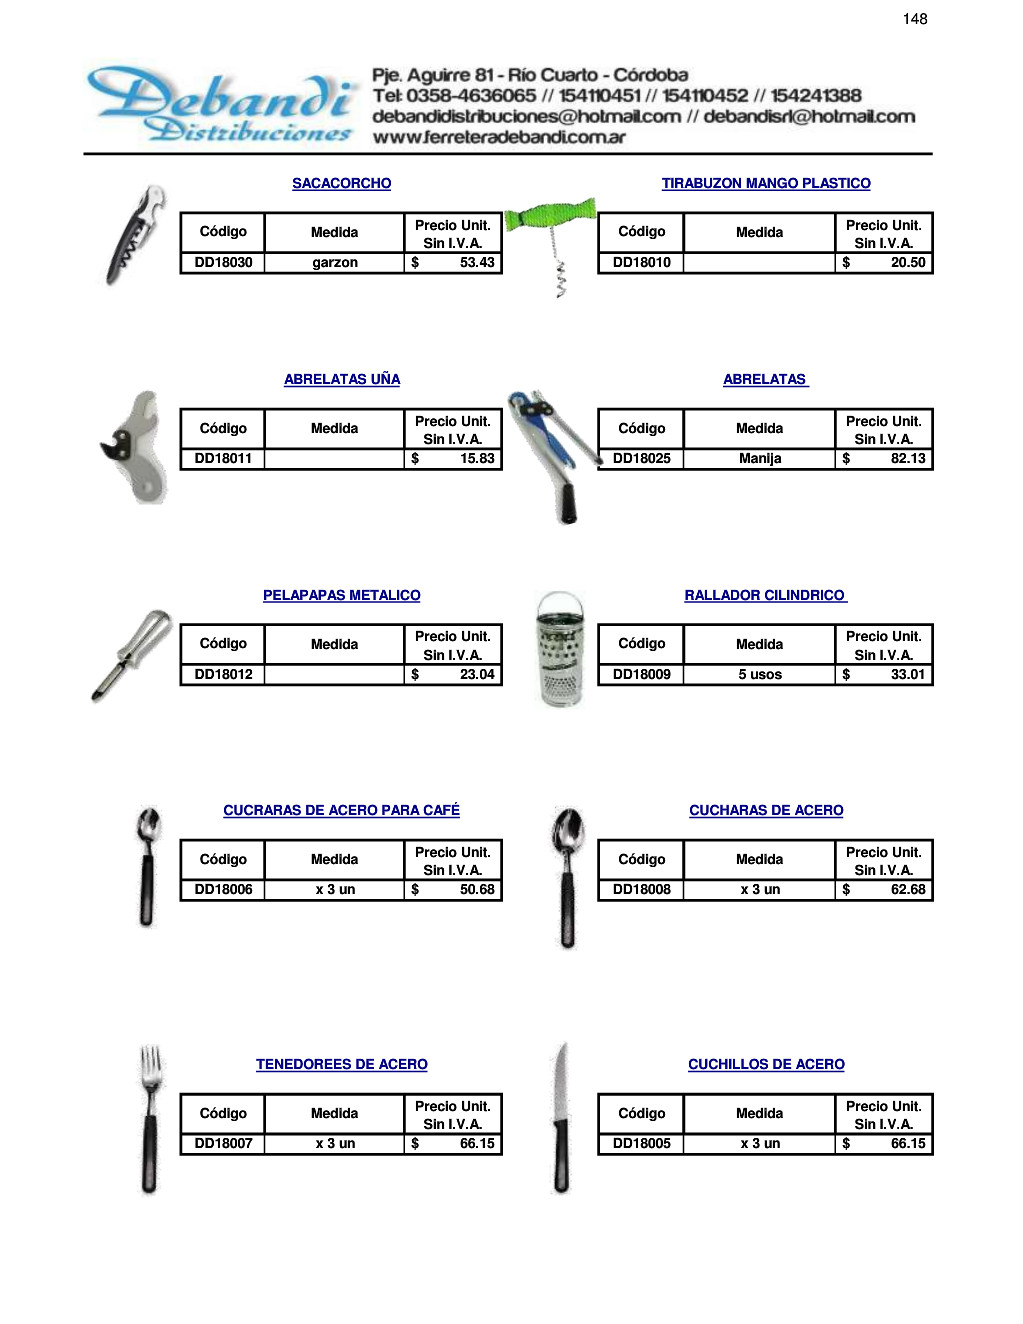 148
Debandi
Distribuciones
Pje. Aguirre 81 - Río Cuarto - Córdoba
Tel: 0358-4636065 // 154110451 // 154110452 // 154241388
debandidistribuciones@hotmail.com // debandisrl@hotmail.com
www.ferreteradebandi.com.ar
SACACORCHO
Código Medida Precio Unit. Sin I.V.A.
DD18030 garzon $ 53.43
TIRABUZON MANGO PLASTICO
Código Medida Precio Unit. Sin I.V.A.
DD18010 $ 20.50
ABRELATAS UÑA
Código Medida Precio Unit. Sin I.V.A.
DD18011 $ 15.83
ABRELATAS
Código Medida Precio Unit. Sin I.V.A.
DD18025 Manija $ 82.13
PELAPAPAS METALICO
Código Medida Precio Unit. Sin I.V.A.
DD18012 $ 23.04
RALLADOR CILINDRICO
Código Medida Precio Unit. Sin I.V.A.
DD18009 5 usos $ 33.01
CUCRARAS DE ACERO PARA CAFÉ
Código Medida Precio Unit. Sin I.V.A.
DD18006 x 3 un $ 50.68
CUCHARAS DE ACERO
Código Medida Precio Unit. Sin I.V.A.
DD18008 x 3 un $ 62.68
TENEDOREES DE ACERO
Código Medida Precio Unit. Sin I.V.A.
DD18007 x 3 un $ 66.15
CUCHILLOS DE ACERO
Código Medida Precio Unit. Sin I.V.A.
DD18005 x 3 un $ 66.15